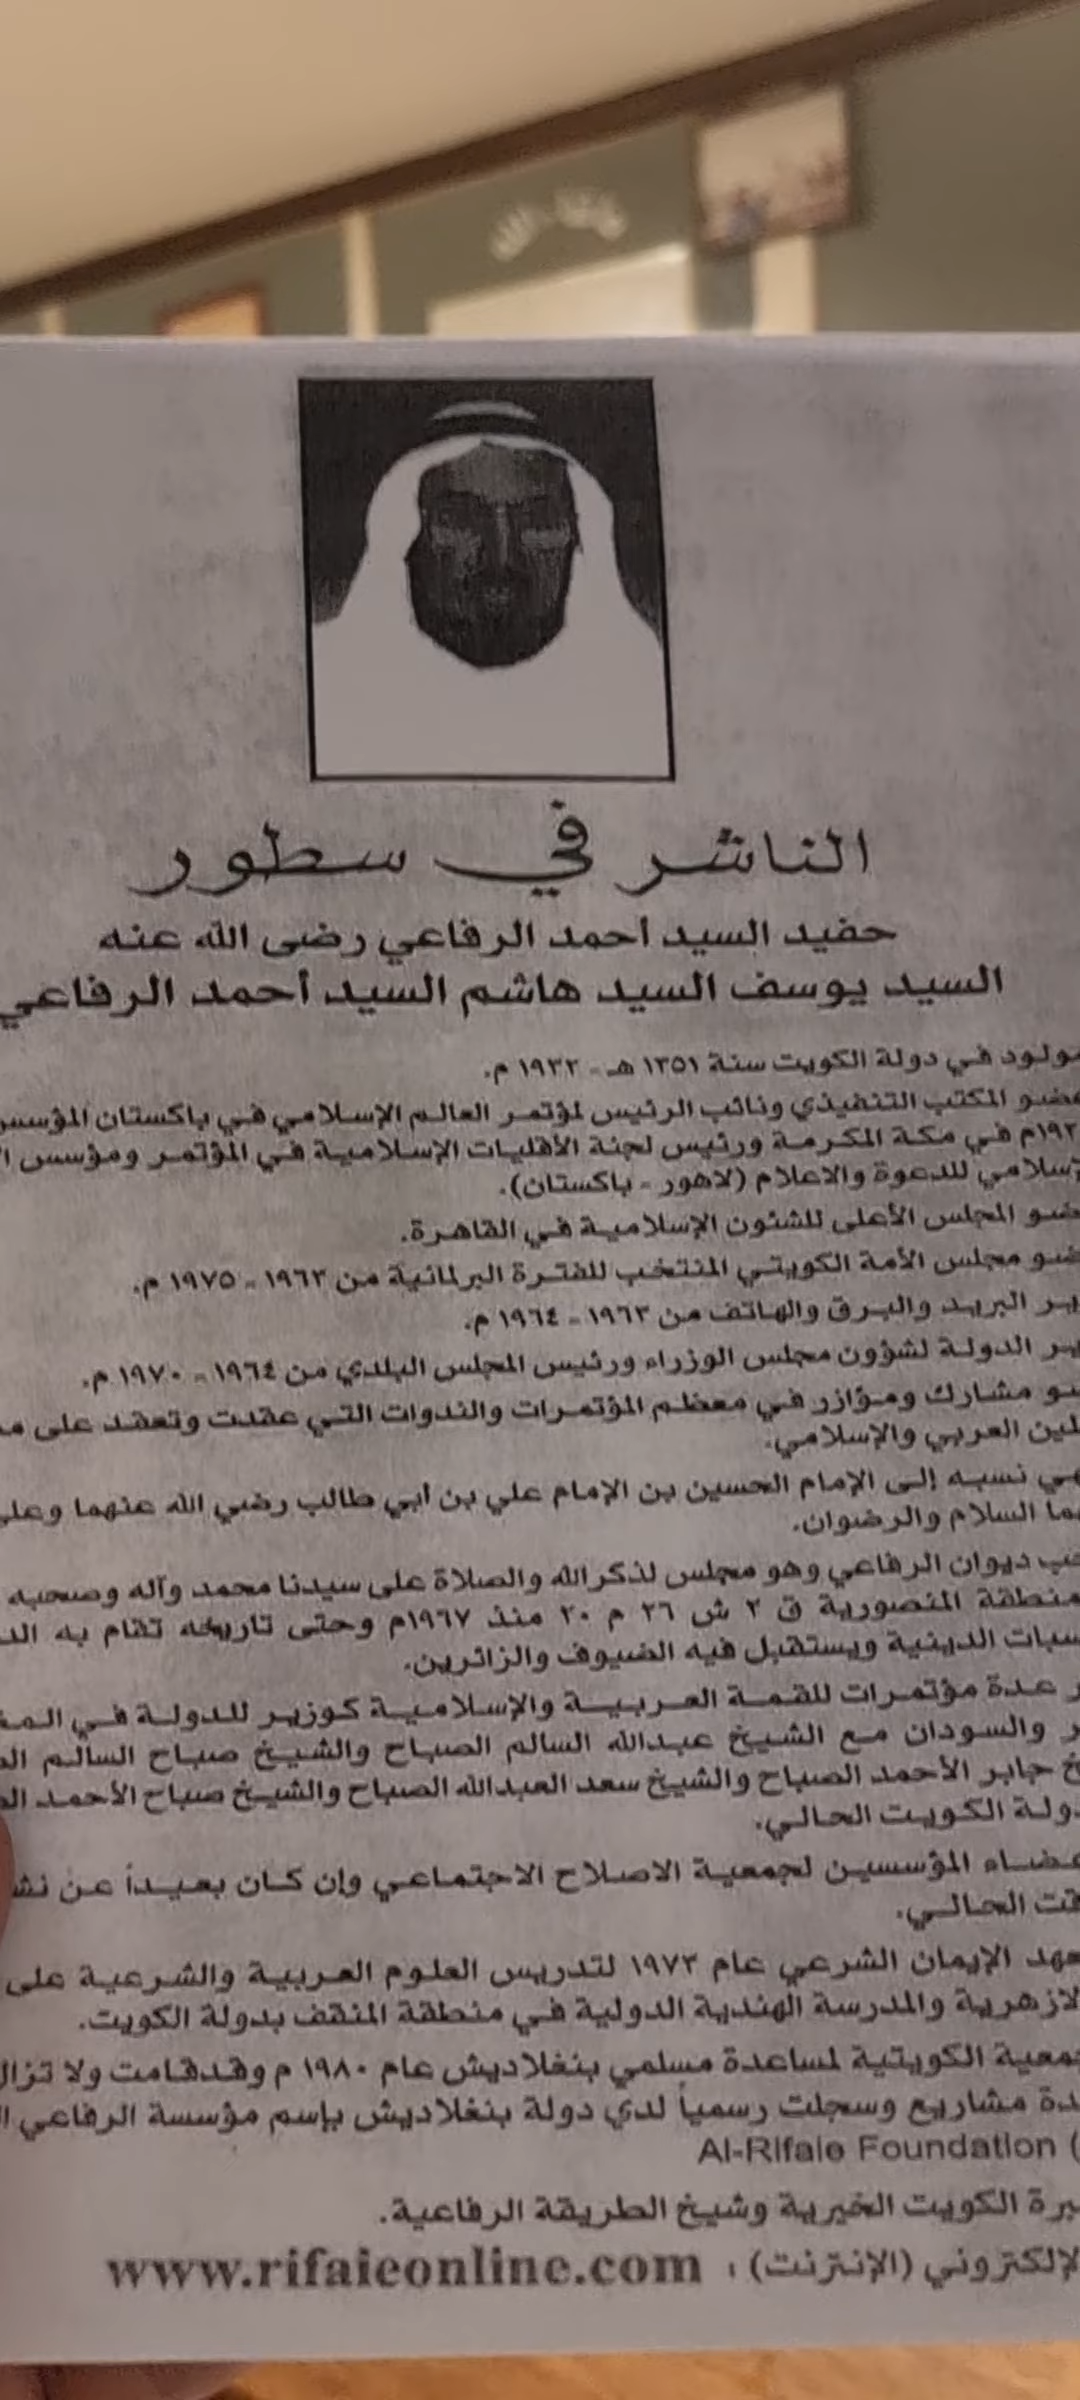 ماشاء الله
الناشر في سطور
حفيد السيد أحمد الرفاعي رضى الله عنه
السيد يوسف السيد هاشم السيد أحمد الرفاعي
مولود في دولة الكويت سنة ١٣٥١ هـ - ١٩٣٢ م.
عضو المكتب التنفيذي ونائب الرئيس لمؤتمر العالم الإسلامي في باكستان
في مكة المكرمة ورئيس لجنة الأقليات الإسلامية في المؤتمر ومؤسس
للدعوة والاعلام (لاهور - باكستان).
المجلس الأعلى للشئون الإسلامية في القاهرة.
مجلس الأمة الكويتي المنتخب للفترة البرلمانية من ١٩٦٣ - ١٩٧٥ م.
البريد والبرق والهاتف من ١٩٦٣ - ١٩٦٤ م.
الدولة لشؤون مجلس الوزراء ورئيس المجلس البلدي من ١٩٦٤ - ١٩٧٠ م.
مشارك ومؤازر في معظم المؤتمرات والندوات التي عقدت وتعقد على
العربي والإسلامي.
نسبه إلى الإمام الحسين بن الإمام علي بن أبي طالب رضي الله عنهما
السلام والرضوان.
ديوان الرفاعي وهو مجلس لذكر الله والصلاة على سيدنا محمد وآله وصحبه
منطقة المنصورية ق ٢ ش ٢٦ م ٢٠ منذ ١٩٦٧م وحتى تاريخه تقام به
الدينية ويستقبل فيه الضيوف والزائرين.
عدة مؤتمرات للقمة العربية والإسلامية كوزير للدولة في
والسودان مع الشيخ عبدالله السالم الصباح والشيخ صباح السالم
جابر الأحمد الصباح والشيخ سعد العبدالله الصباح والشيخ صباح الأحمد
دولة الكويت الحالي.
المؤسسين لجمعية الاصلاح الاجتماعي وإن كان بعيداً عن
الحالي.
الإيمان الشرعي عام ١٩٧٣ لتدريس العلوم العربية والشرعية على
والمدرسة الهندية الدولية في منطقة المنقف بدولة الكويت.
الكويتية لمساعدة مسلمي بنغلاديش عام ١٩٨٠ م وقدقامت ولا تزال
مشاريع وسجلت رسمياً لدي دولة بنغلاديش بإسم مؤسسة الرفاعي
Al-Rifaie Foundation (
الكويت الخيرية وشيخ الطريقة الرفاعية.
(الإنترنت) : www.rifaieonline.com